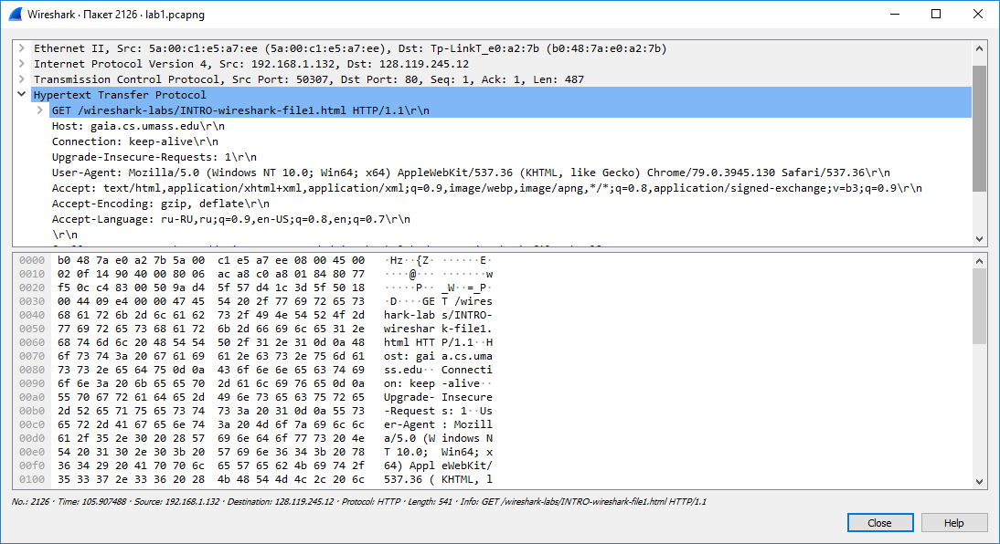 Wireshark · Пакет 2126 · lab1.pcapng
Ethernet II, Src: 5a:00:c1:e5:a7:ee (5a:00:c1:e5:a7:ee), Dst: Tp-LinkT_e0:a2:7b (b0:48:7a:e0:a2:7b)
Internet Protocol Version 4, Src: 192.168.1.132, Dst: 128.119.245.12
Transmission Control Protocol, Src Port: 50307, Dst Port: 80, Seq: 1, Ack: 1, Len: 487
Hypertext Transfer Protocol
GET /wireshark-labs/INTRO-wireshark-file1.html HTTP/1.1\r\n
Host: gaia.cs.umass.edu\r\n
Connection: keep-alive\r\n
Upgrade-Insecure-Requests: 1\r\n
User-Agent: Mozilla/5.0 (Windows NT 10.0; Win64; x64) AppleWebKit/537.36 (KHTML, like Gecko) Chrome/79.0.3945.130 Safari/537.36\r\n
Accept: text/html,application/xhtml+xml,application/xml;q=0.9,image/webp,image/apng,*/*;q=0.8,application/signed-exchange;v=b3;q=0.9\r\n
Accept-Encoding: gzip, deflate\r\n
Accept-Language: ru-RU,ru;q=0.9,en-US;q=0.8,en;q=0.7\r\n
\r\n
0000 b0 48 7a e0 a2 7b 5a 00 c1 e5 a7 ee 08 00 45 00 ·Hz··{Z· ······E·
0010 02 0f 14 90 40 00 80 06 ac a8 c0 a8 01 84 80 77 ····@··· ·······w
0020 f5 0c c4 83 00 50 9a d4 5f 57 d4 1c 3d 5f 50 18 ·····P·· _W··=_P·
0030 00 44 09 e4 00 00 47 45 54 20 2f 77 69 72 65 73 ·D····GE T /wires
0040 68 61 72 6b 2d 6c 61 62 73 2f 49 4e 54 52 4f 2d hark-lab s/INTRO-
0050 77 69 72 65 73 68 61 72 6b 2d 66 69 6c 65 31 2e wireshar k-file1.
0060 68 74 6d 6c 20 48 54 54 50 2f 31 2e 31 0d 0a 48 html HTT P/1.1··H
0070 6f 73 74 3a 20 67 61 69 61 2e 63 73 2e 75 6d 61 ost: gai a.cs.uma
0080 73 73 2e 65 64 75 0d 0a 43 6f 6e 6e 65 63 74 69 ss.edu·· Connecti
0090 6f 6e 3a 20 6b 65 65 70 2d 61 6c 69 76 65 0d 0a on: keep -alive··
00a0 55 70 67 72 61 64 65 2d 49 6e 73 65 63 75 72 65 Upgrade- Insecure
00b0 2d 52 65 71 75 65 73 74 73 3a 20 31 0d 0a 55 73 -Request s: 1··Us
00c0 65 72 2d 41 67 65 6e 74 3a 20 4d 6f 7a 69 6c 6c er-Agent : Mozill
00d0 61 2f 35 2e 30 20 28 57 69 6e 64 6f 77 73 20 4e a/5.0 (W indows N
00e0 54 20 31 30 2e 30 3b 20 57 69 6e 36 34 3b 20 78 T 10.0;  Win64; x
00f0 36 34 29 20 41 70 70 6c 65 57 65 62 4b 69 74 2f 64) Appl eWebKit/
0100 35 33 37 2e 33 36 20 28 4b 48 54 4d 4c 2c 20 6c 537.36 ( KHTML, l
No.: 2126 · Time: 105.907488 · Source: 192.168.1.132 · Destination: 128.119.245.12 · Protocol: HTTP · Length: 541 · Info: GET /wireshark-labs/INTRO-wireshark-file1.html HTTP/1.1
Close
Help